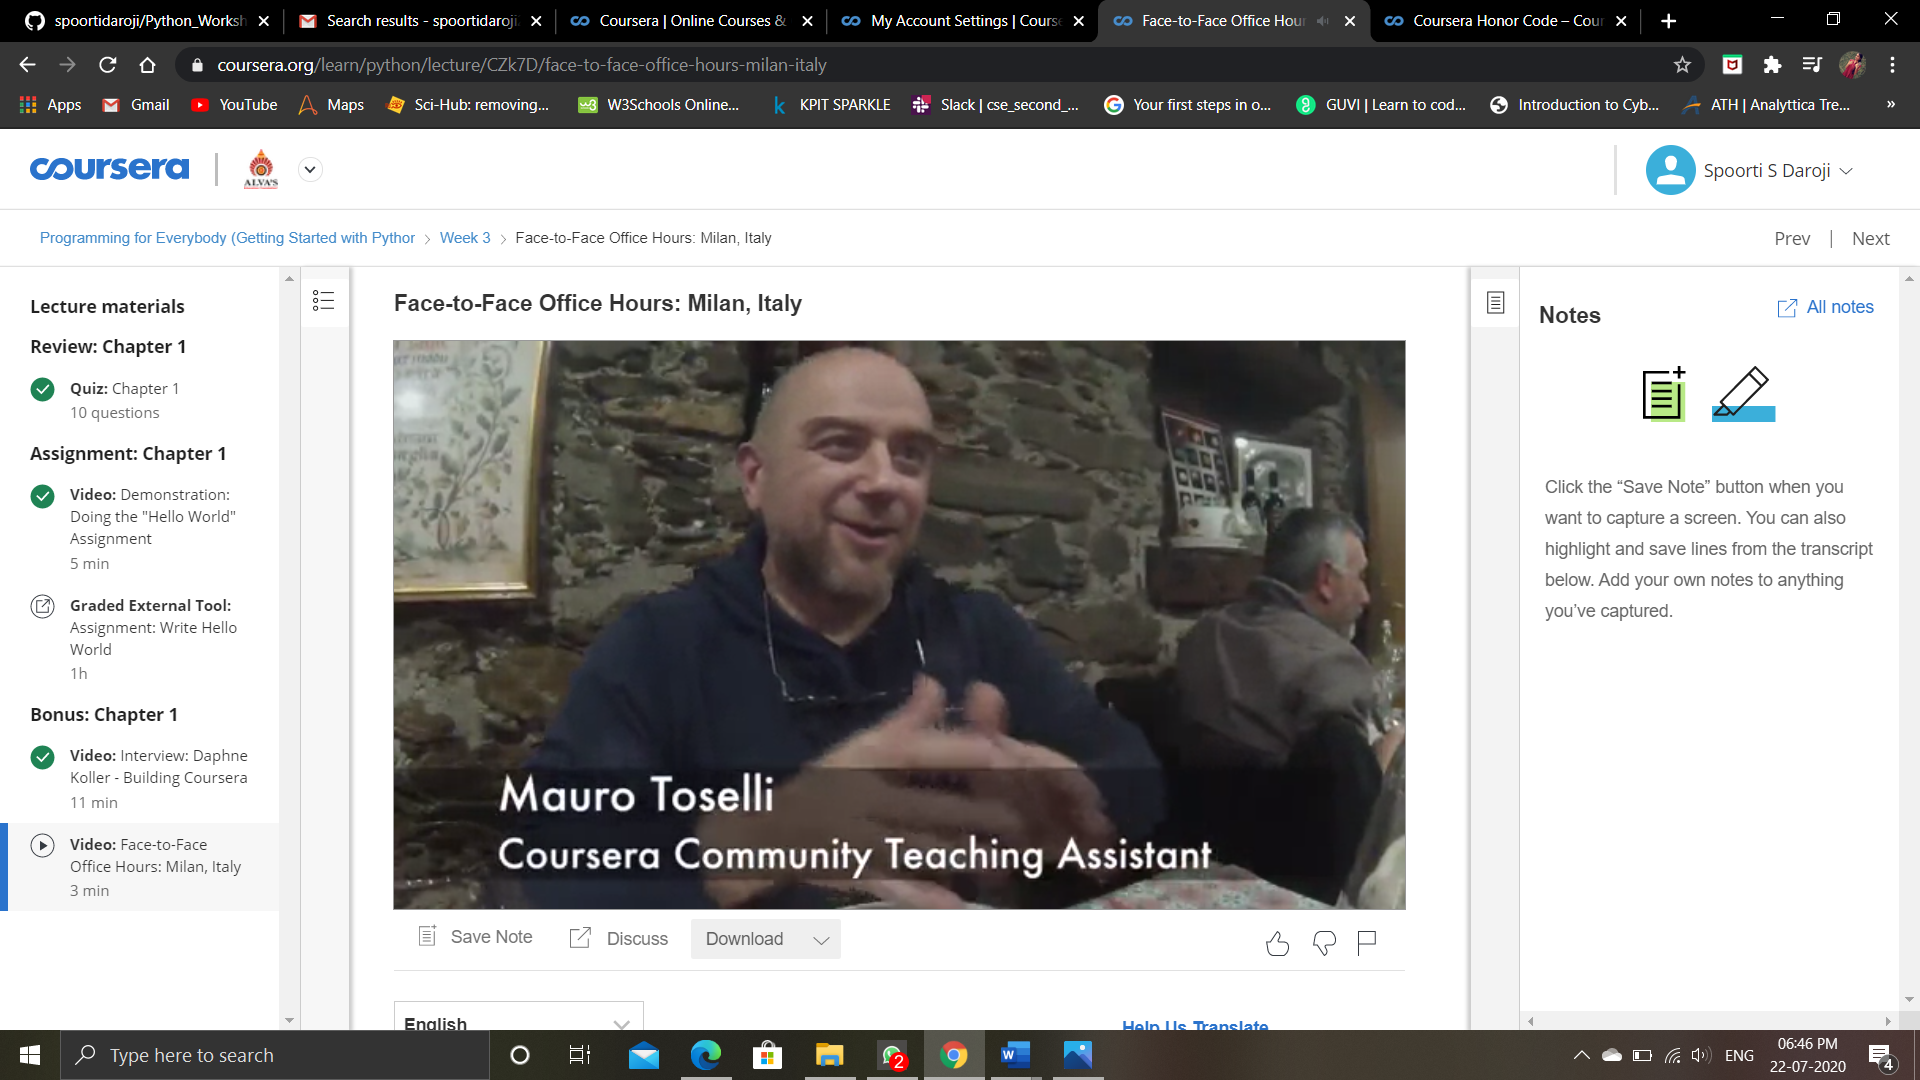 spoortidaroji/Python_Worksh
Search results - spoortidaroji
Coursera | Online Courses &
My Account Settings | Course
Face-to-Face Office Hour
Coursera Honor Code – Cour
coursera.org/learn/python/lecture/CZk7D/face-to-face-office-hours-milan-italy
Apps
Gmail
YouTube
Maps
Sci-Hub: removing...
W3Schools Online...
KPIT SPARKLE
Slack | cse_second_...
Your first steps in o...
GUVI | Learn to cod...
Introduction to Cyb...
ATH | Analyttica Tre...
»
coursera
ALVA'S
Spoorti S Daroji
Programming for Everybody (Getting Started with Python
Week 3
Face-to-Face Office Hours: Milan, Italy
Prev
Next
Lecture materials
Review: Chapter 1
Quiz: Chapter 1
10 questions
Assignment: Chapter 1
Video: Demonstration:
Doing the "Hello World"
Assignment
5 min
Graded External Tool:
Assignment: Write Hello
World
1h
Bonus: Chapter 1
Video: Interview: Daphne
Koller - Building Coursera
11 min
Video: Face-to-Face
Office Hours: Milan, Italy
3 min
Face-to-Face Office Hours: Milan, Italy
Mauro Toselli
Coursera Community Teaching Assistant
Save Note
Discuss
Download
English
Help Us Translate
Notes
All notes
Click the “Save Note” button when you
want to capture a screen. You can also
highlight and save lines from the transcript
below. Add your own notes to anything
you’ve captured.
Type here to search
2
ENG
06:46 PM
22-07-2020
4